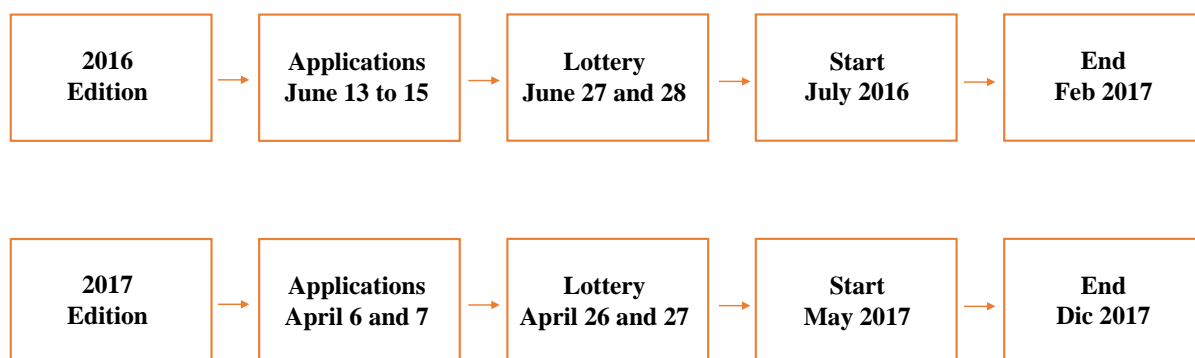 2016
Edition
Applications
June 13 to 15
Lottery
June 27 and 28
Start
July 2016
End
Feb 2017
2017
Edition
Applications
April 6 and 7
Lottery
April 26 and 27
Start
May 2017
End
Dic 2017